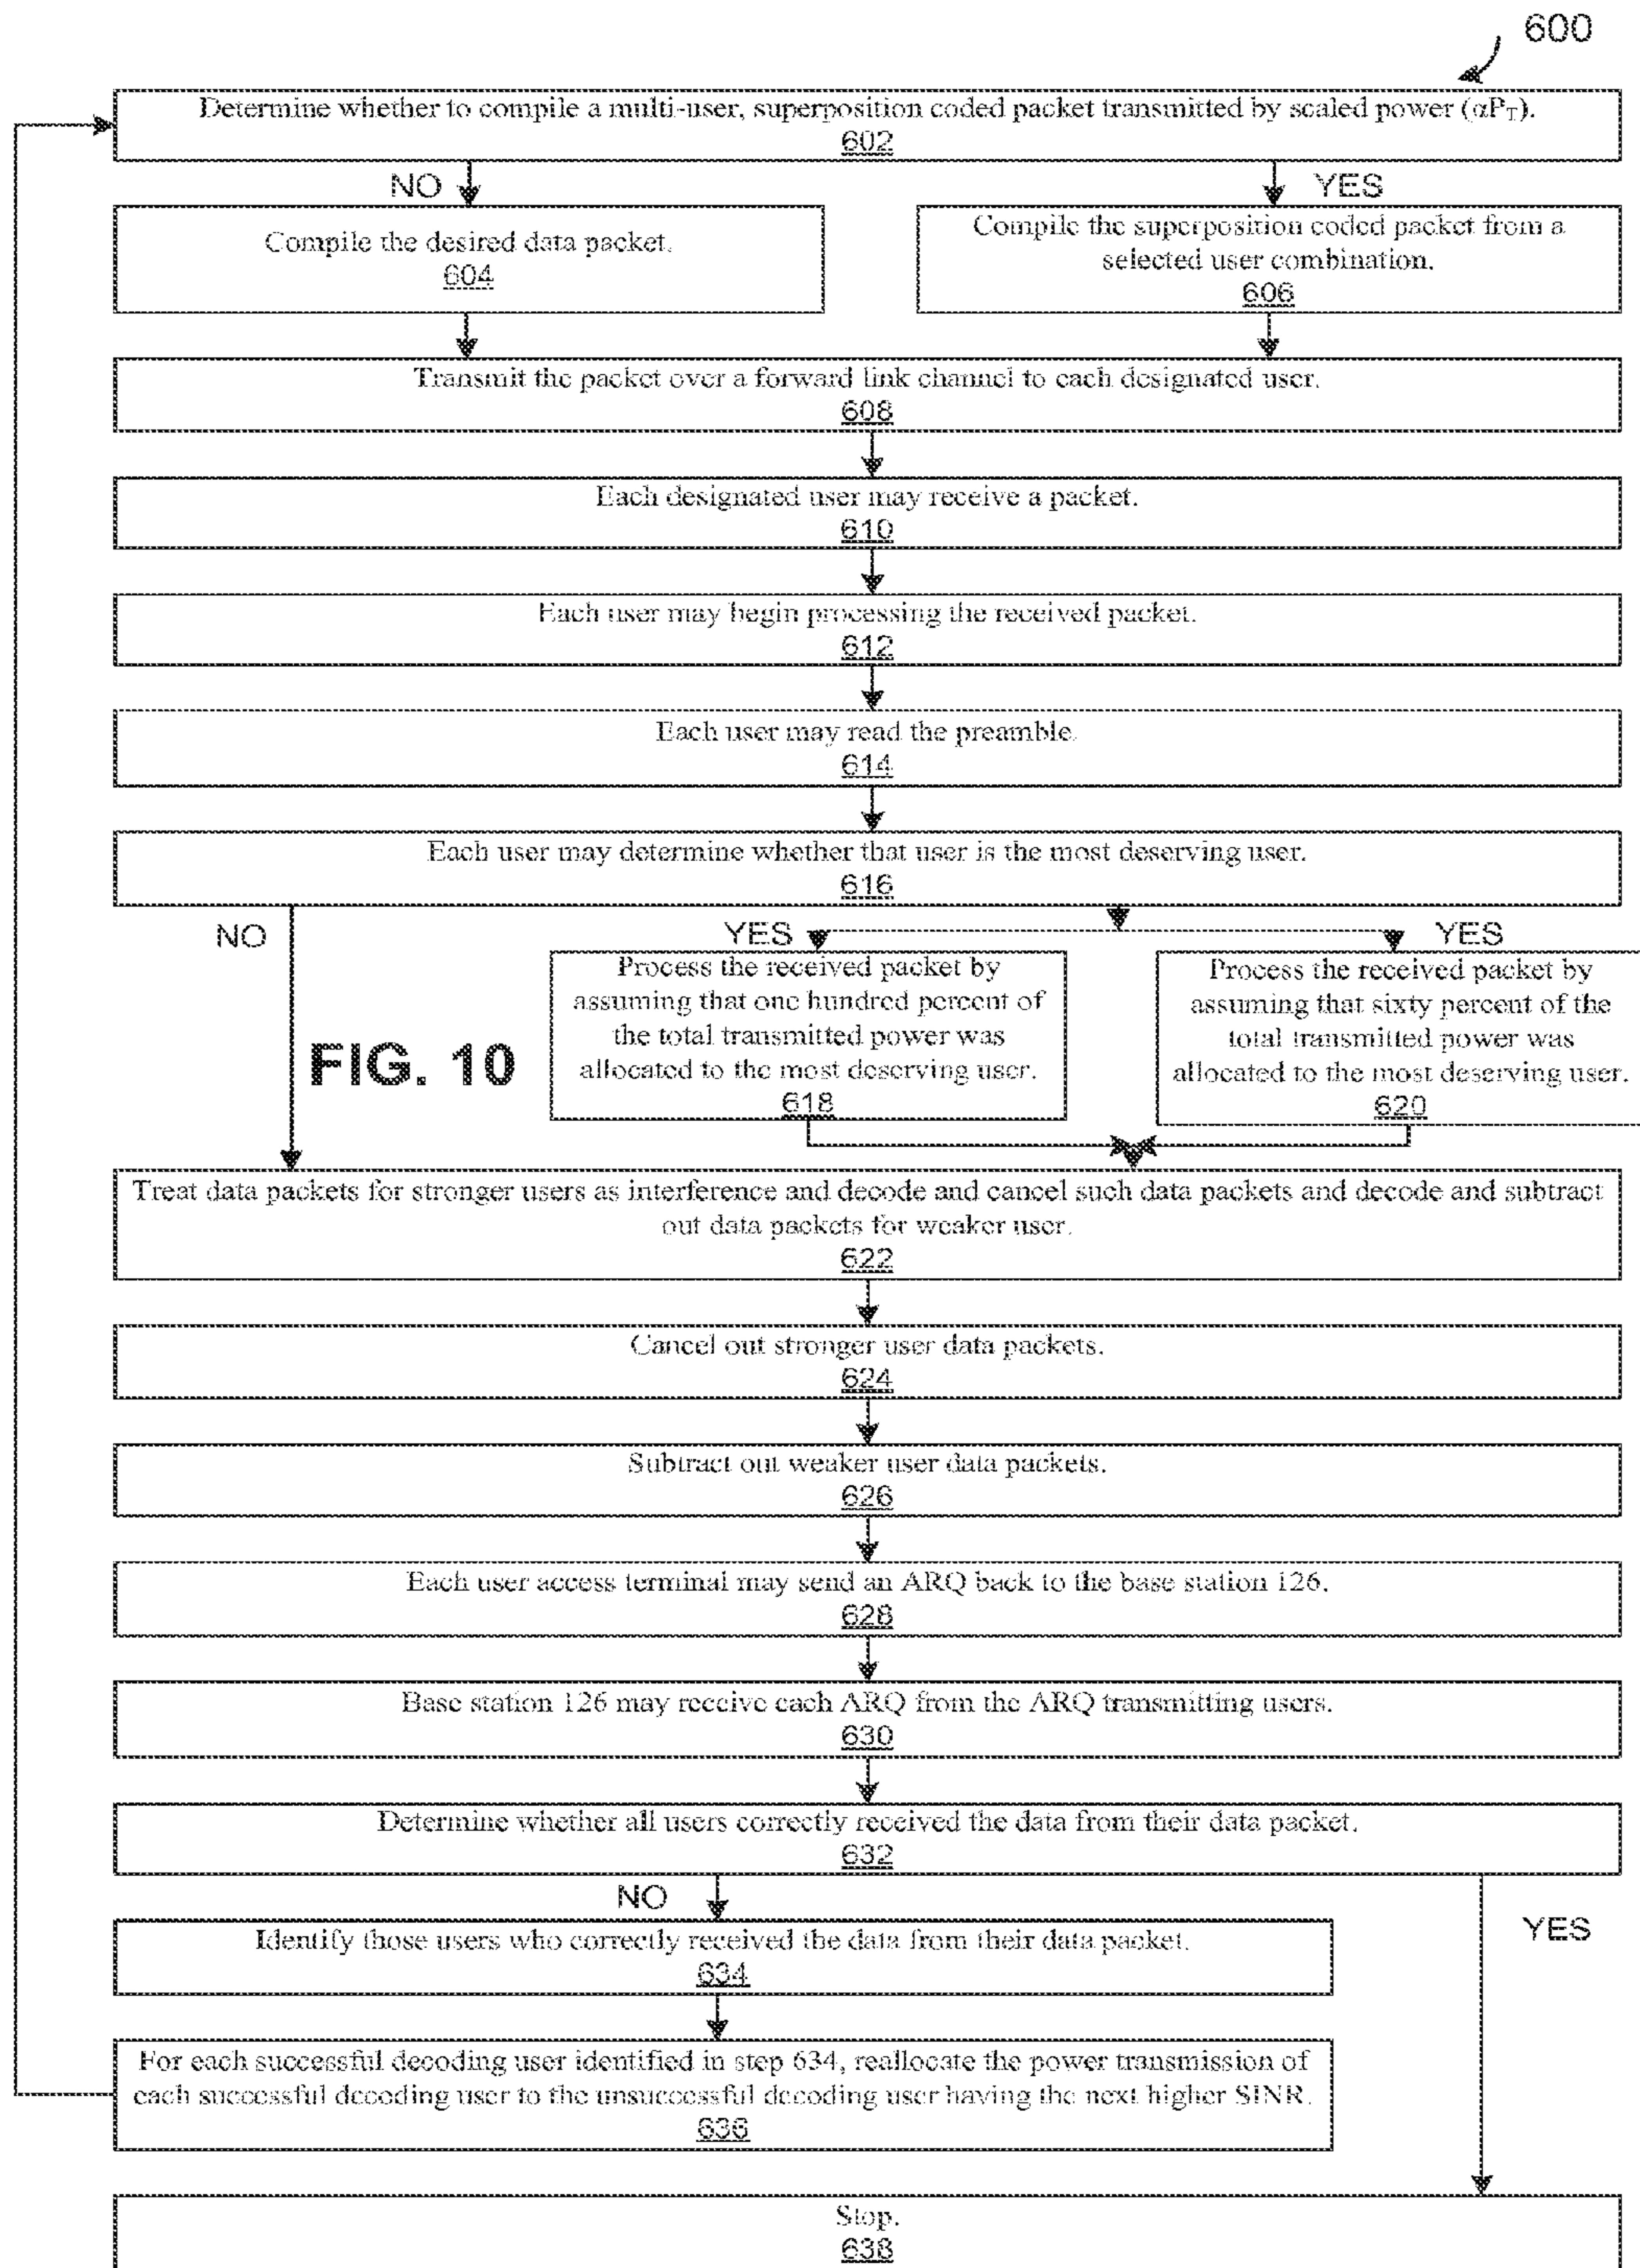 600
Determine whether to compile a multi-user, superposition coded packet transmitted by scaled power (αPT).
602
NO
YES
Compile the desired data packet.
604
Compile the superposition coded packet from a
selected user combination.
606
Transmit the packet over a forward link channel to each designated user.
608
Each designated user may receive a packet.
610
Each user may begin processing the received packet.
612
Each user may read the preamble.
614
Each user may determine whether that user is the most deserving user.
616
NO
YES
YES
Process the received packet by
assuming that one hundred percent of
the total transmitted power was
allocated to the most deserving user.
618
Process the received packet by
assuming that sixty percent of the
total transmitted power was
allocated to the most deserving user.
620
FIG. 10
Treat data packets for stronger users as interference and decode and cancel such data packets and decode and subtract
out data packets for weaker user.
622
Cancel out stronger user data packets.
624
Subtract out weaker user data packets.
626
Each user access terminal may send an ARQ back to the base station 126.
628
Base station 126 may receive each ARQ from the ARQ transmitting users.
630
Determine whether all users correctly received the data from their data packet.
632
NO
YES
Identify those users who correctly received the data from their data packet.
634
For each successful decoding user identified in step 634, reallocate the power transmission of
each successful decoding user to the unsuccessful decoding user having the next higher SINR.
636
Stop.
638